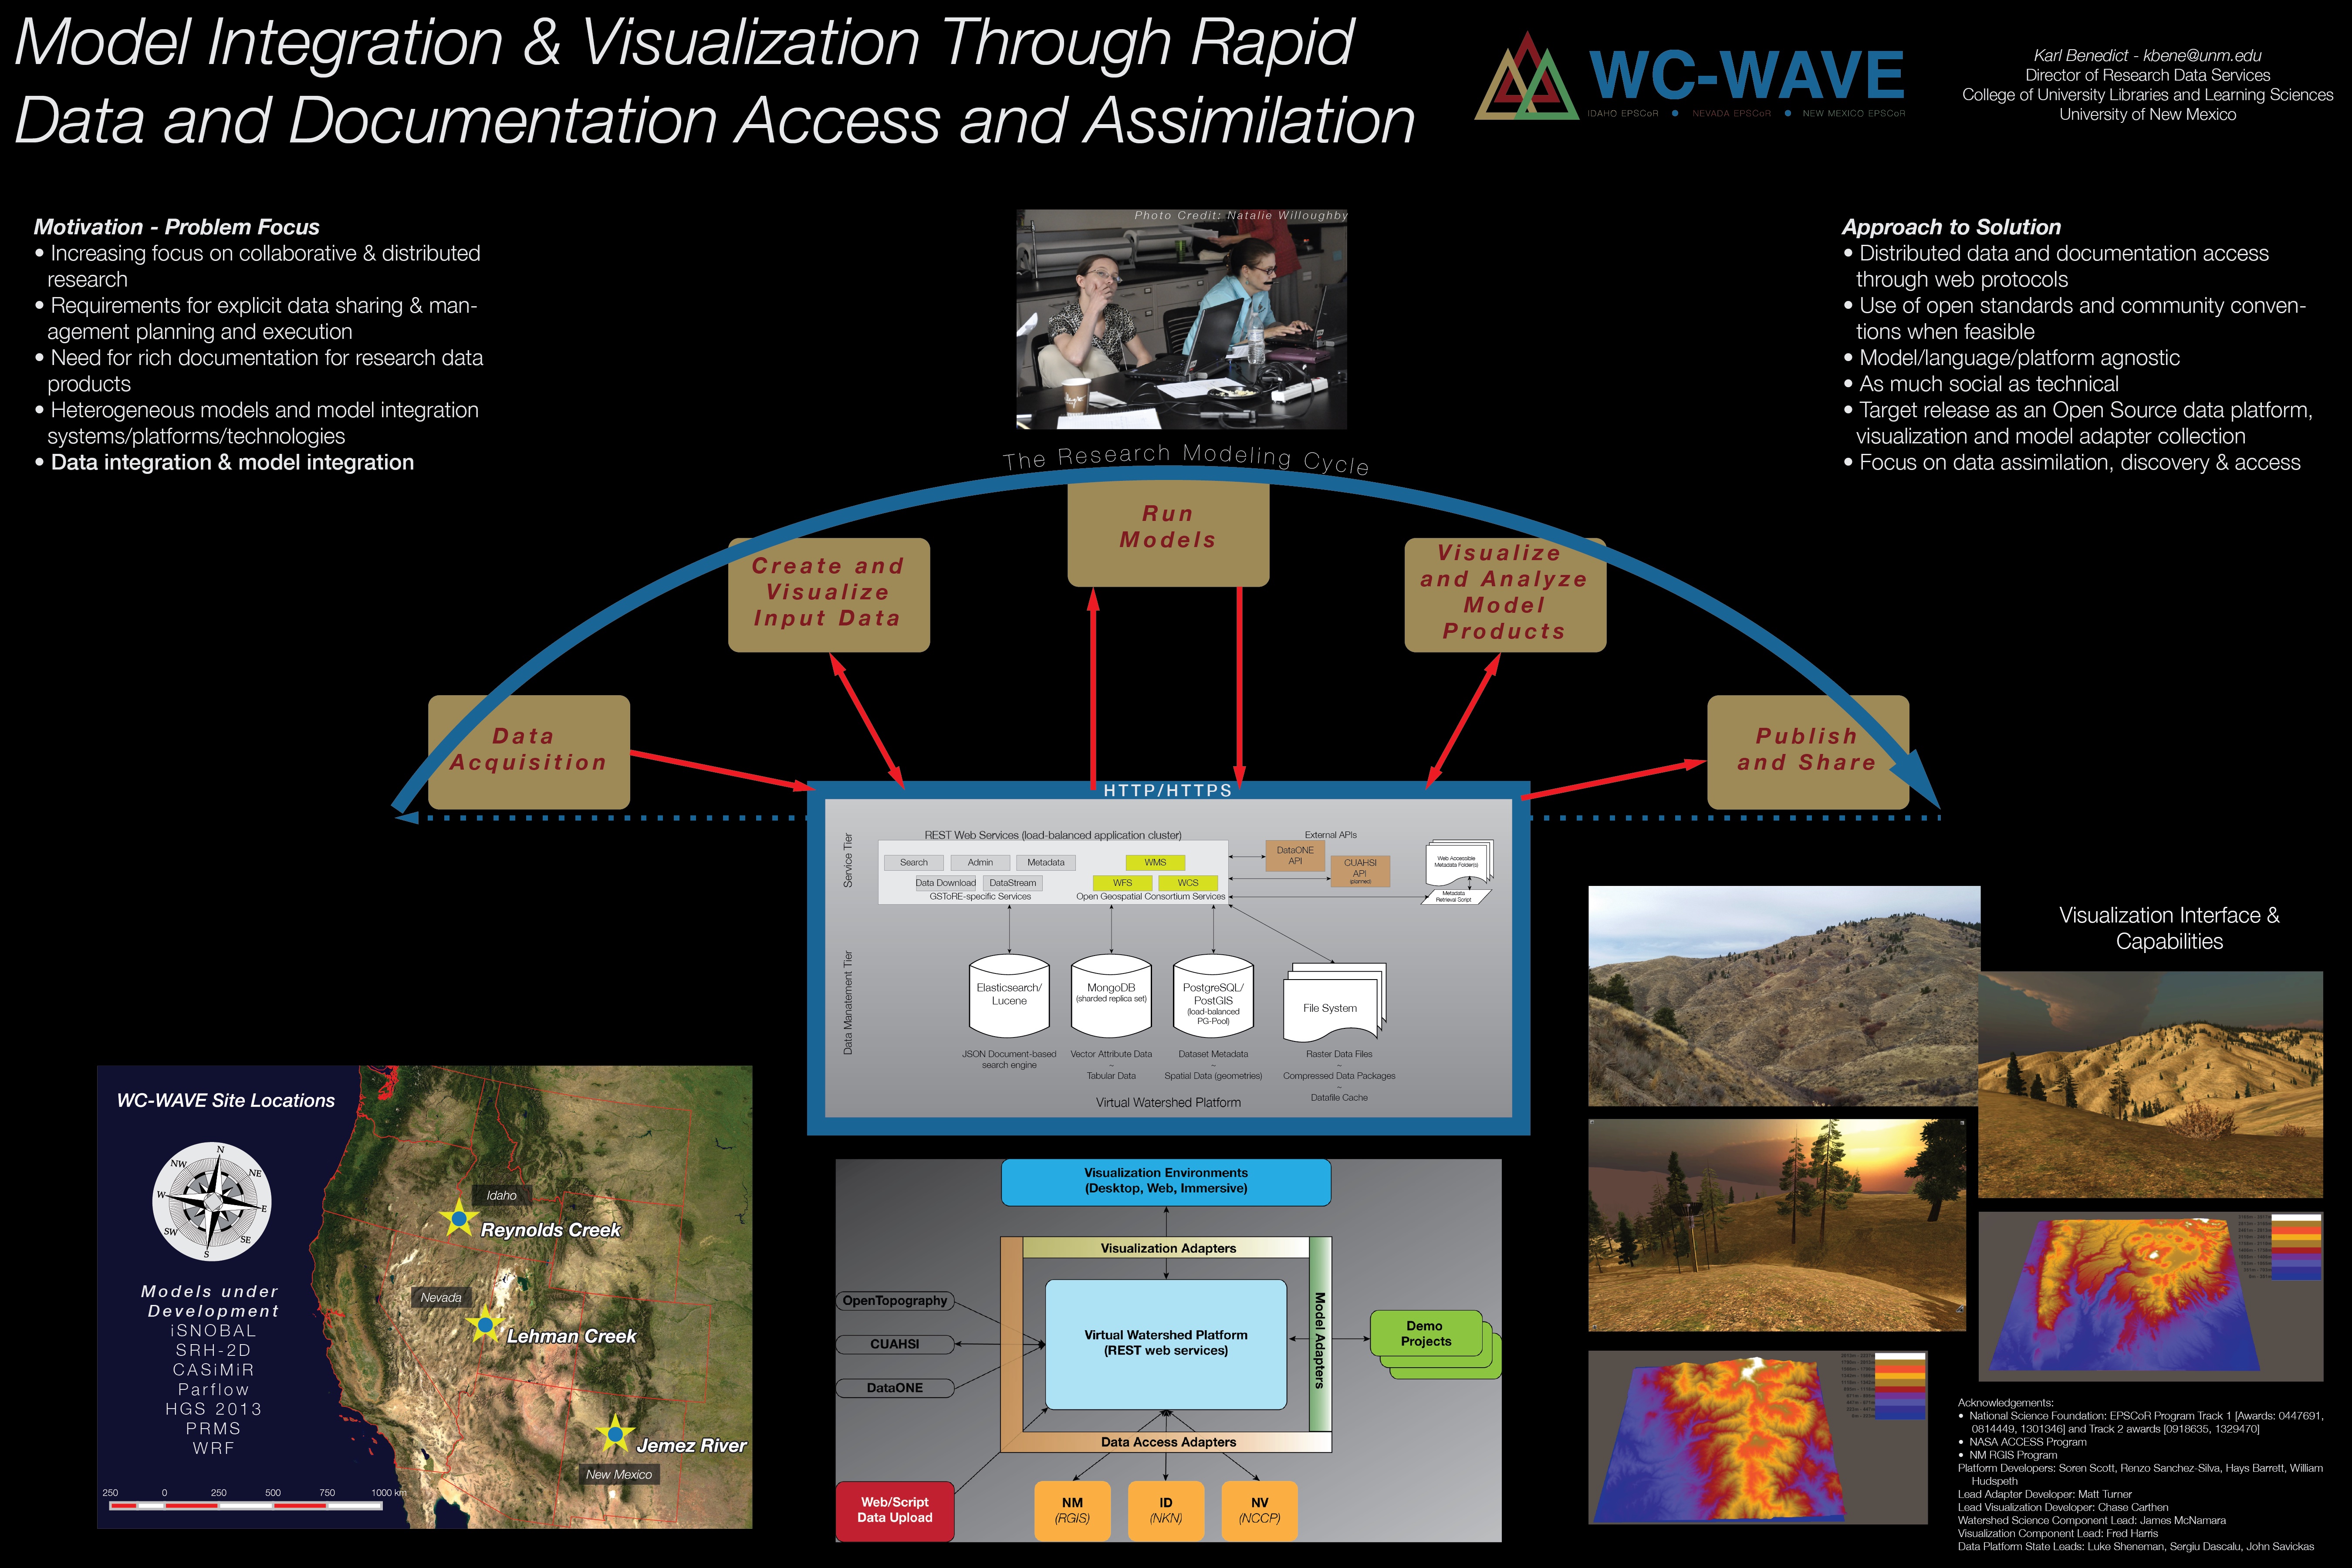 Model Integration & Visualization Through Rapid
Data and Documentation Access and Assimilation
WC-WAVE
IDAHO EPSCoR • NEVADA EPSCoR • NEW MEXICO EPSCoR
Karl Benedict - kbene@unm.edu
Director of Research Data Services
College of University Libraries and Learning Sciences
University of New Mexico
Motivation - Problem Focus
• Increasing focus on collaborative & distributed
research
• Requirements for explicit data sharing & man-
agement planning and execution
• Need for rich documentation for research data
products
• Heterogeneous models and model integration
systems/platforms/technologies
• Data integration & model integration
Photo Credit: Natalie Willoughby
Approach to Solution
• Distributed data and documentation access
through web protocols
• Use of open standards and community conven-
tions when feasible
• Model/language/platform agnostic
• As much social as technical
• Target release as an Open Source data platform,
visualization and model adapter collection
• Focus on data assimilation, discovery & access
The Research Modeling Cycle
Data
Acquisition
Create and
Visualize
Input Data
Run
Models
Visualize
and Analyze
Model
Products
Publish
and Share
HTTP/HTTPS
Service Tier
REST Web Services (load-balanced application cluster)
Search
Admin
Metadata
Data Download
DataStream
GSToRE-specific Services
WMS
WFS
WCS
Open Geospatial Consortium Services
External APIs
DataONE
API
CUAHSI
API
(planned)
Web Accessible
Metadata Folder(s)
Metadata
Retrieval Script
Data Manatement Tier
Elasticsearch/
Lucene
MongoDB
(sharded replica set)
PostgreSQL/
PostGIS
(load-balanced
PG-Pool)
File System
JSON Document-based
search engine
Vector Attribute Data
~
Tabular Data
Dataset Metadata
~
Spatial Data (geometries)
Raster Data Files
~
Compressed Data Packages
~
Datafile Cache
Virtual Watershed Platform
WC-WAVE Site Locations
N
NE
E
SE
S
SW
W
NW
Models under
Development
iSNOBAL
SRH-2D
CASiMiR
Parflow
HGS 2013
PRMS
WRF
250 0 250 500 750 1000 km
Idaho
Reynolds Creek
Nevada
Lehman Creek
Jemez River
New Mexico
Visualization Environments
(Desktop, Web, Immersive)
Visualization Adapters
OpenTopography
CUAHSI
DataONE
Virtual Watershed Platform
(REST web services)
Model Adapters
Demo
Projects
Data Access Adapters
Web/Script
Data Upload
NM
(RGIS)
ID
(NKN)
NV
(NCCP)
Visualization Interface &
Capabilities
Acknowledgements:
• National Science Foundation: EPSCoR Program Track 1 [Awards: 0447691,
0814449, 1301346] and Track 2 awards [0918635, 1329470]
• NASA ACCESS Program
• NM RGIS Program
Platform Developers: Soren Scott, Renzo Sanchez-Silva, Hays Barrett, William
Hudspeth
Lead Adapter Developer: Matt Turner
Lead Visualization Developer: Chase Carthen
Watershed Science Component Lead: James McNamara
Visualization Component Lead: Fred Harris
Data Platform State Leads: Luke Sheneman, Sergiu Dascalu, John Savickas